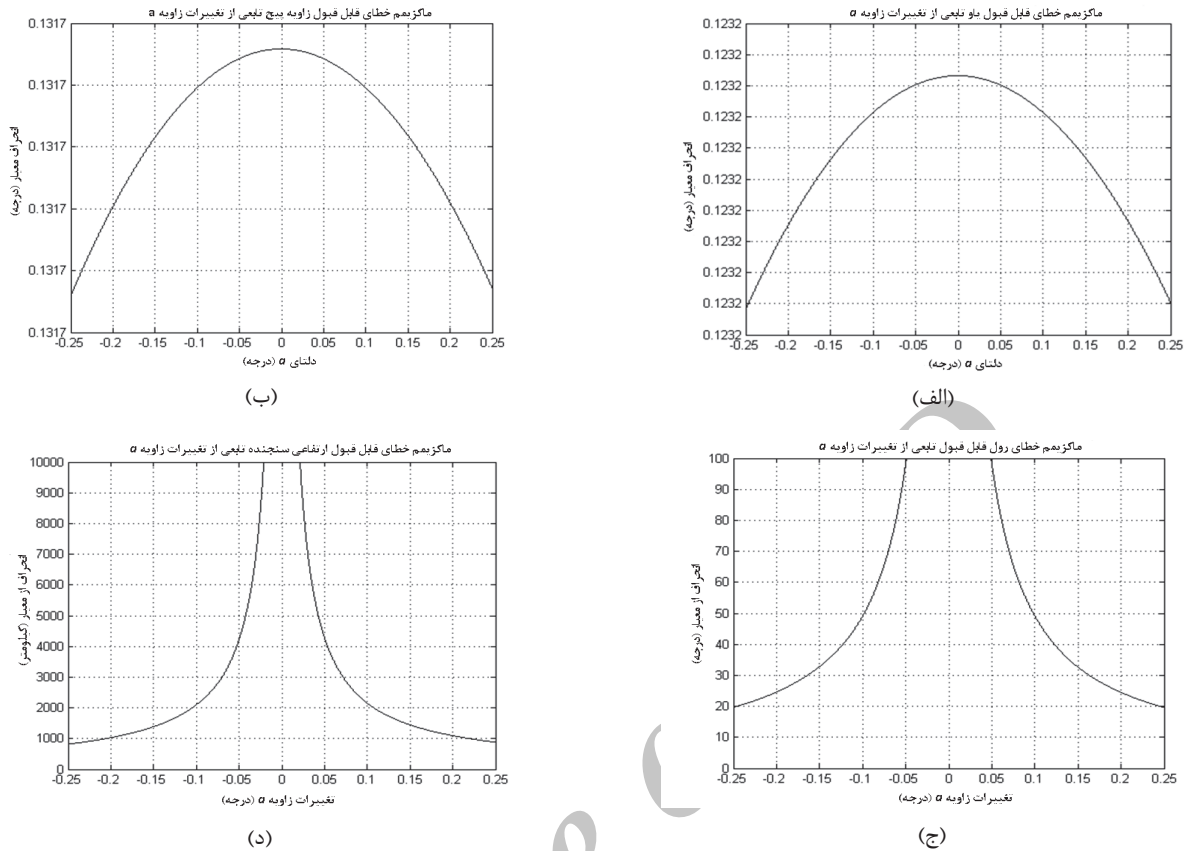 ماکزیمم خطای قابل قبول یاو تابعی از تغییرات زاویه a
0.1232
0.1232
0.1232
0.1232
0.1232
0.1232
0.1232
0.1232
0.1232
0.1232
0.1232
انحراف معیار (درجه)
-0.25 -0.2 -0.15 -0.1 -0.05 0 0.05 0.1 0.15 0.2 0.25
دلتای a (درجه)
(الف)
ماکزیمم خطای قابل قبول زاویه پیچ تابعی از تغییرات زاویه a
0.1317
0.1317
0.1317
0.1317
0.1317
0.1317
انحراف معیار (درجه)
-0.25 -0.2 -0.15 -0.1 -0.05 0 0.05 0.1 0.15 0.2 0.25
دلتای a (درجه)
(ب)
ماکزیمم خطای رول قابل قبول تابعی از تغییرات زاویه a
100
90
80
70
60
50
40
30
20
10
0
انحراف از معیار (درجه)
-0.25 -0.2 -0.15 -0.1 -0.05 0 0.05 0.1 0.15 0.2 0.25
تغییرات زاویه a (درجه)
(ج)
ماکزیمم خطای قابل قبول ارتفاعی سنجنده تابعی از تغییرات زاویه a
10000
9000
8000
7000
6000
5000
4000
3000
2000
1000
0
انحراف از معیار (کیلومتر)
-0.25 -0.2 -0.15 -0.1 -0.05 0 0.05 0.1 0.15 0.2 0.25
تغییرات زاویه a (درجه)
(د)